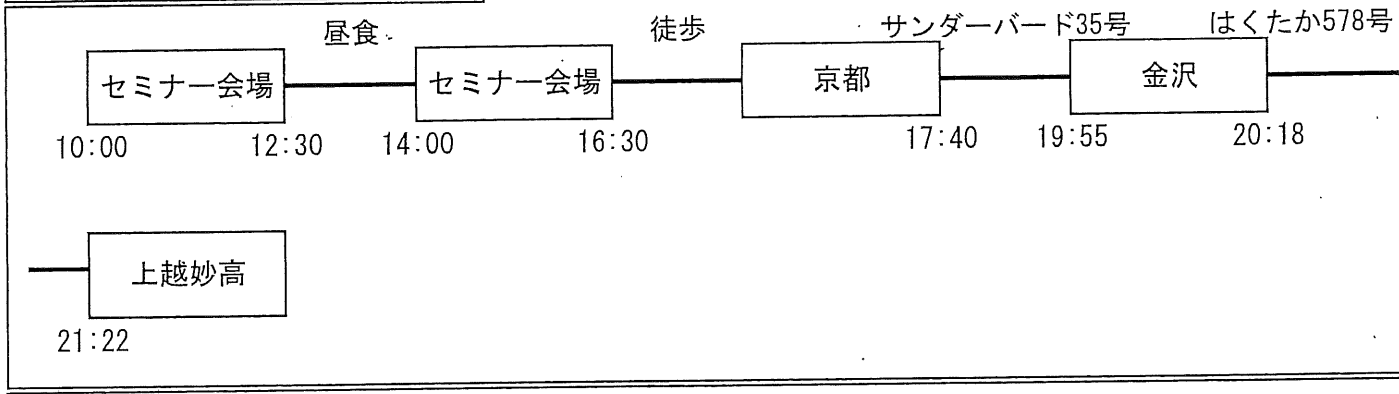 昼食 徒歩 サンダーバード35号 はくたか578号
セミナー会場 セミナー会場 京都 金沢
10:00 12:30 14:00 16:30 17:40 19:55 20:18
上越妙高
21:22